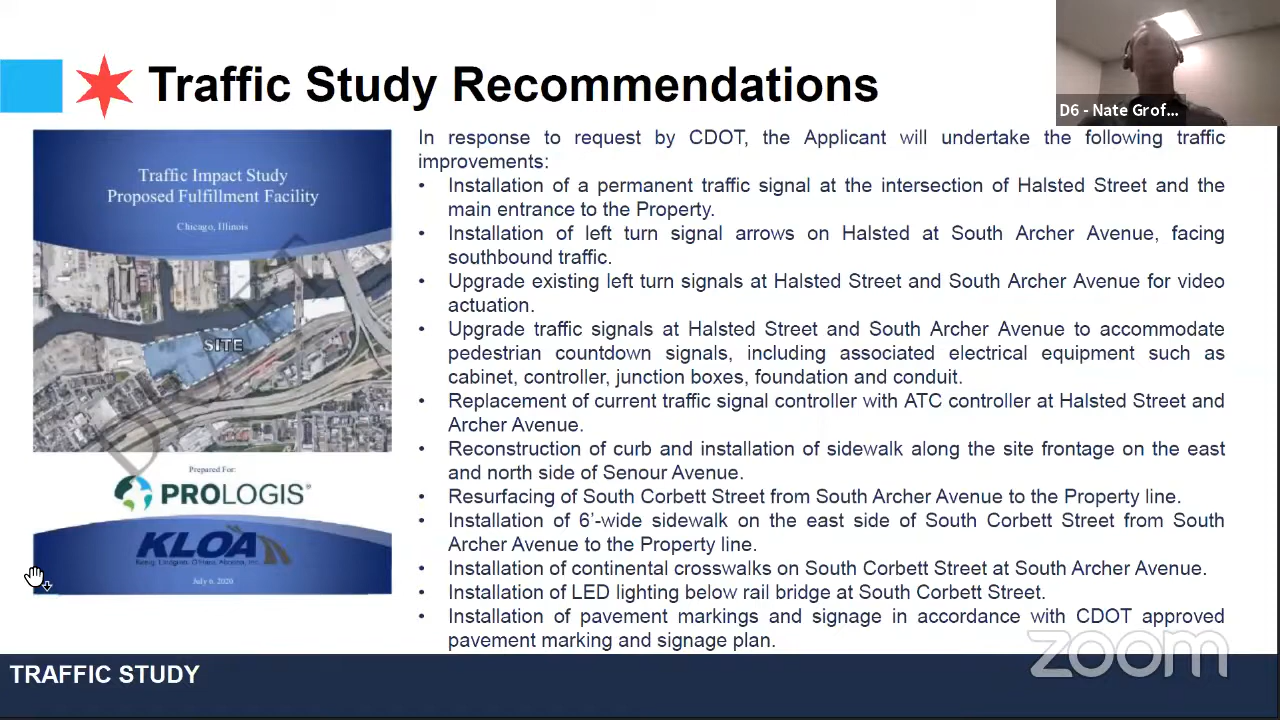 D6 - Nate Grof...
Traffic Study Recommendations
Traffic Impact Study
Proposed Fulfillment Facility
Chicago, Illinois
SITE
DRAFT
Prepared For:
PROLOGIS
KLOA
July 6, 2020
In response to request by CDOT, the Applicant will undertake the following traffic
improvements:
• Installation of a permanent traffic signal at the intersection of Halsted Street and the
main entrance to the Property.
• Installation of left turn signal arrows on Halsted at South Archer Avenue, facing
southbound traffic.
• Upgrade existing left turn signals at Halsted Street and South Archer Avenue for video
actuation.
• Upgrade traffic signals at Halsted Street and South Archer Avenue to accommodate
pedestrian countdown signals, including associated electrical equipment such as
cabinet, controller, junction boxes, foundation and conduit.
• Replacement of current traffic signal controller with ATC controller at Halsted Street and
Archer Avenue.
• Reconstruction of curb and installation of sidewalk along the site frontage on the east
and north side of Senour Avenue.
• Resurfacing of South Corbett Street from South Archer Avenue to the Property line.
• Installation of 6’-wide sidewalk on the east side of South Corbett Street from South
Archer Avenue to the Property line.
• Installation of continental crosswalks on South Corbett Street at South Archer Avenue.
• Installation of LED lighting below rail bridge at South Corbett Street.
• Installation of pavement markings and signage in accordance with CDOT approved
pavement marking and signage plan.
zoom
TRAFFIC STUDY